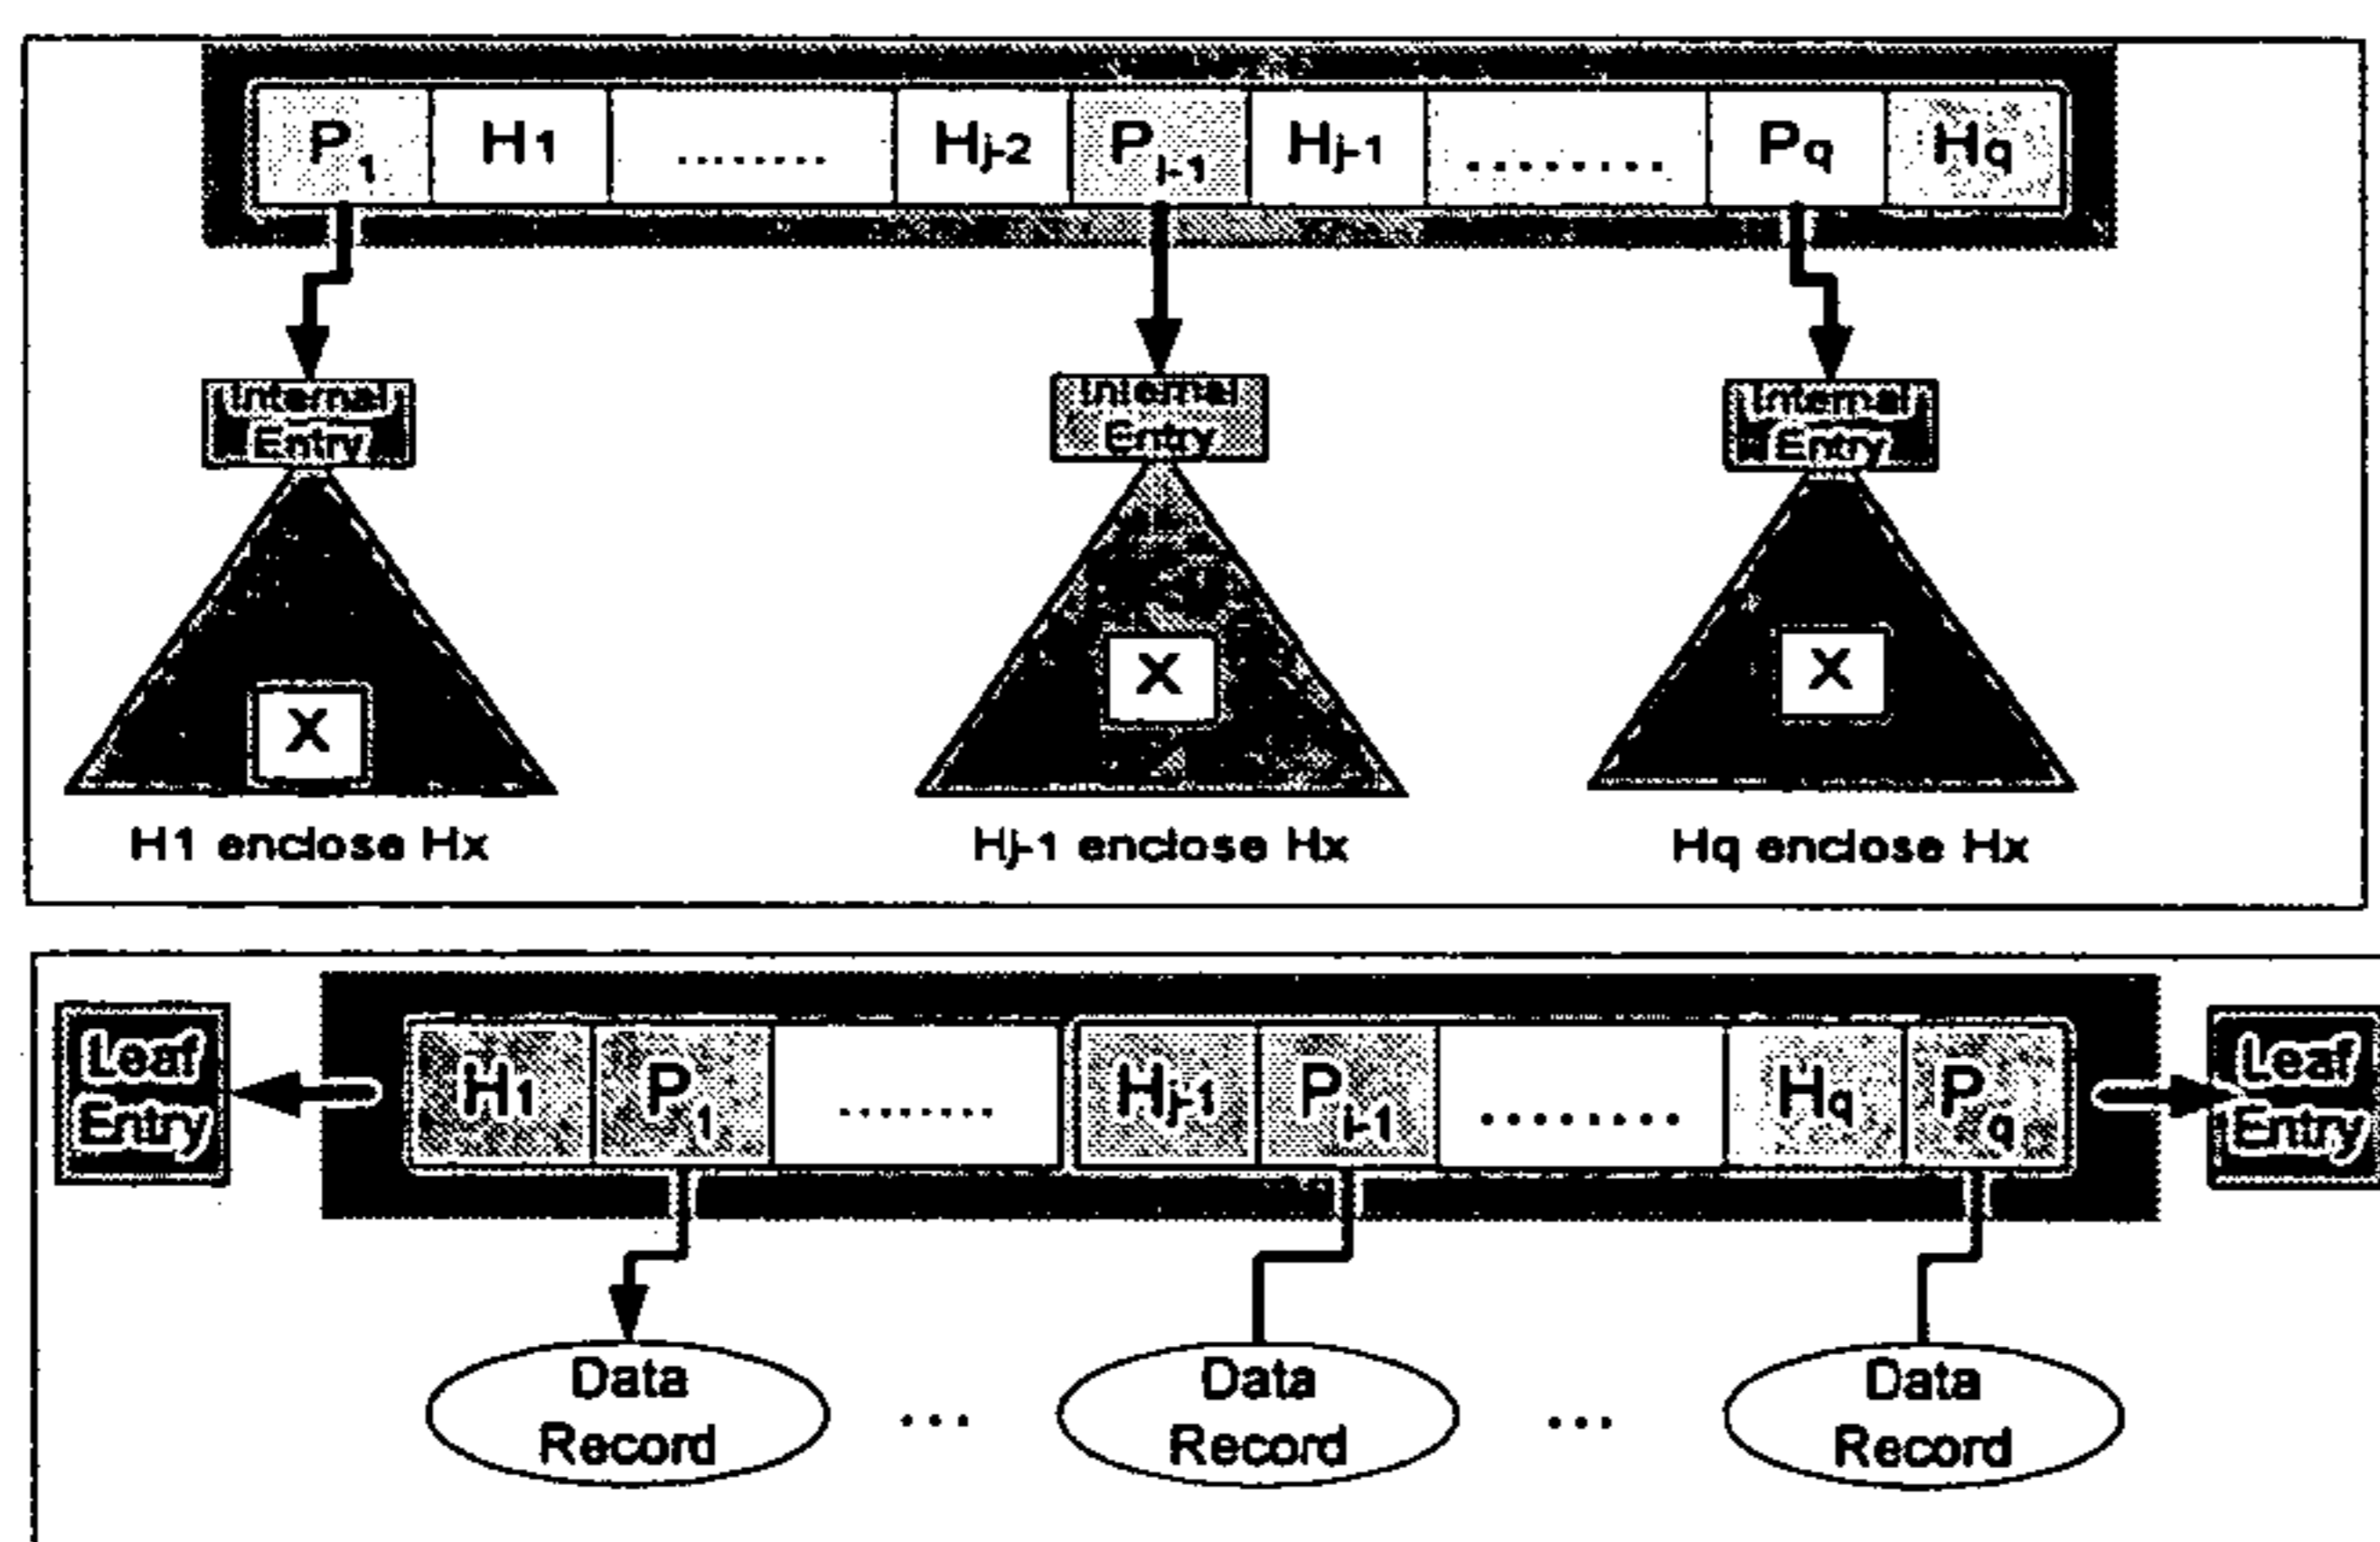 P1 H1 ........ Hj-2 Pi-1 Hj-1 ........ Pq Hq
Internal Entry
Internal Entry
Internal Entry
X
X
X
H1 enclose Hx
Hj-1 enclose Hx
Hq enclose Hx
Leaf Entry
H1 P1 ........ Hj-1 Pi-1 ........ Hq Pq
Leaf Entry
Data Record
...
Data Record
...
Data Record